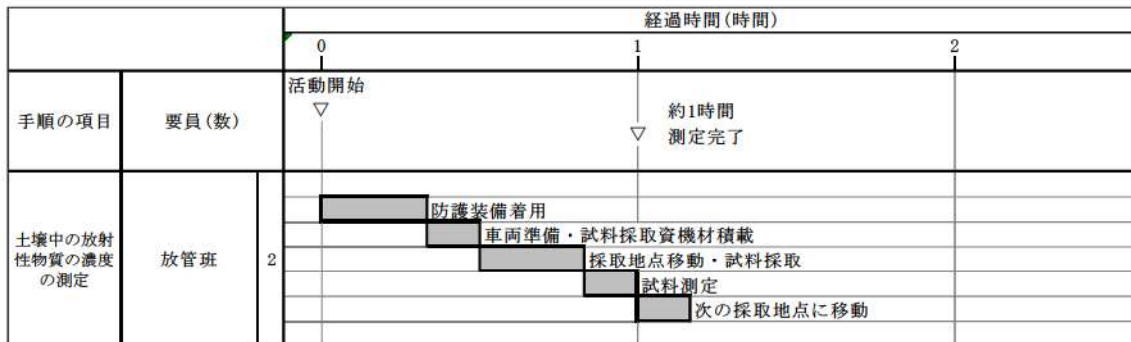 経過時間(時間)
0 1 2
手順の項目 要員(数)
活動開始
▽
約1時間
▽ 測定完了
土壌中の放射
性物質の濃度
の測定
放管班 2
防護装備着用
車両準備・試料採取資機材積載
採取地点移動・試料採取
試料測定
次の採取地点に移動